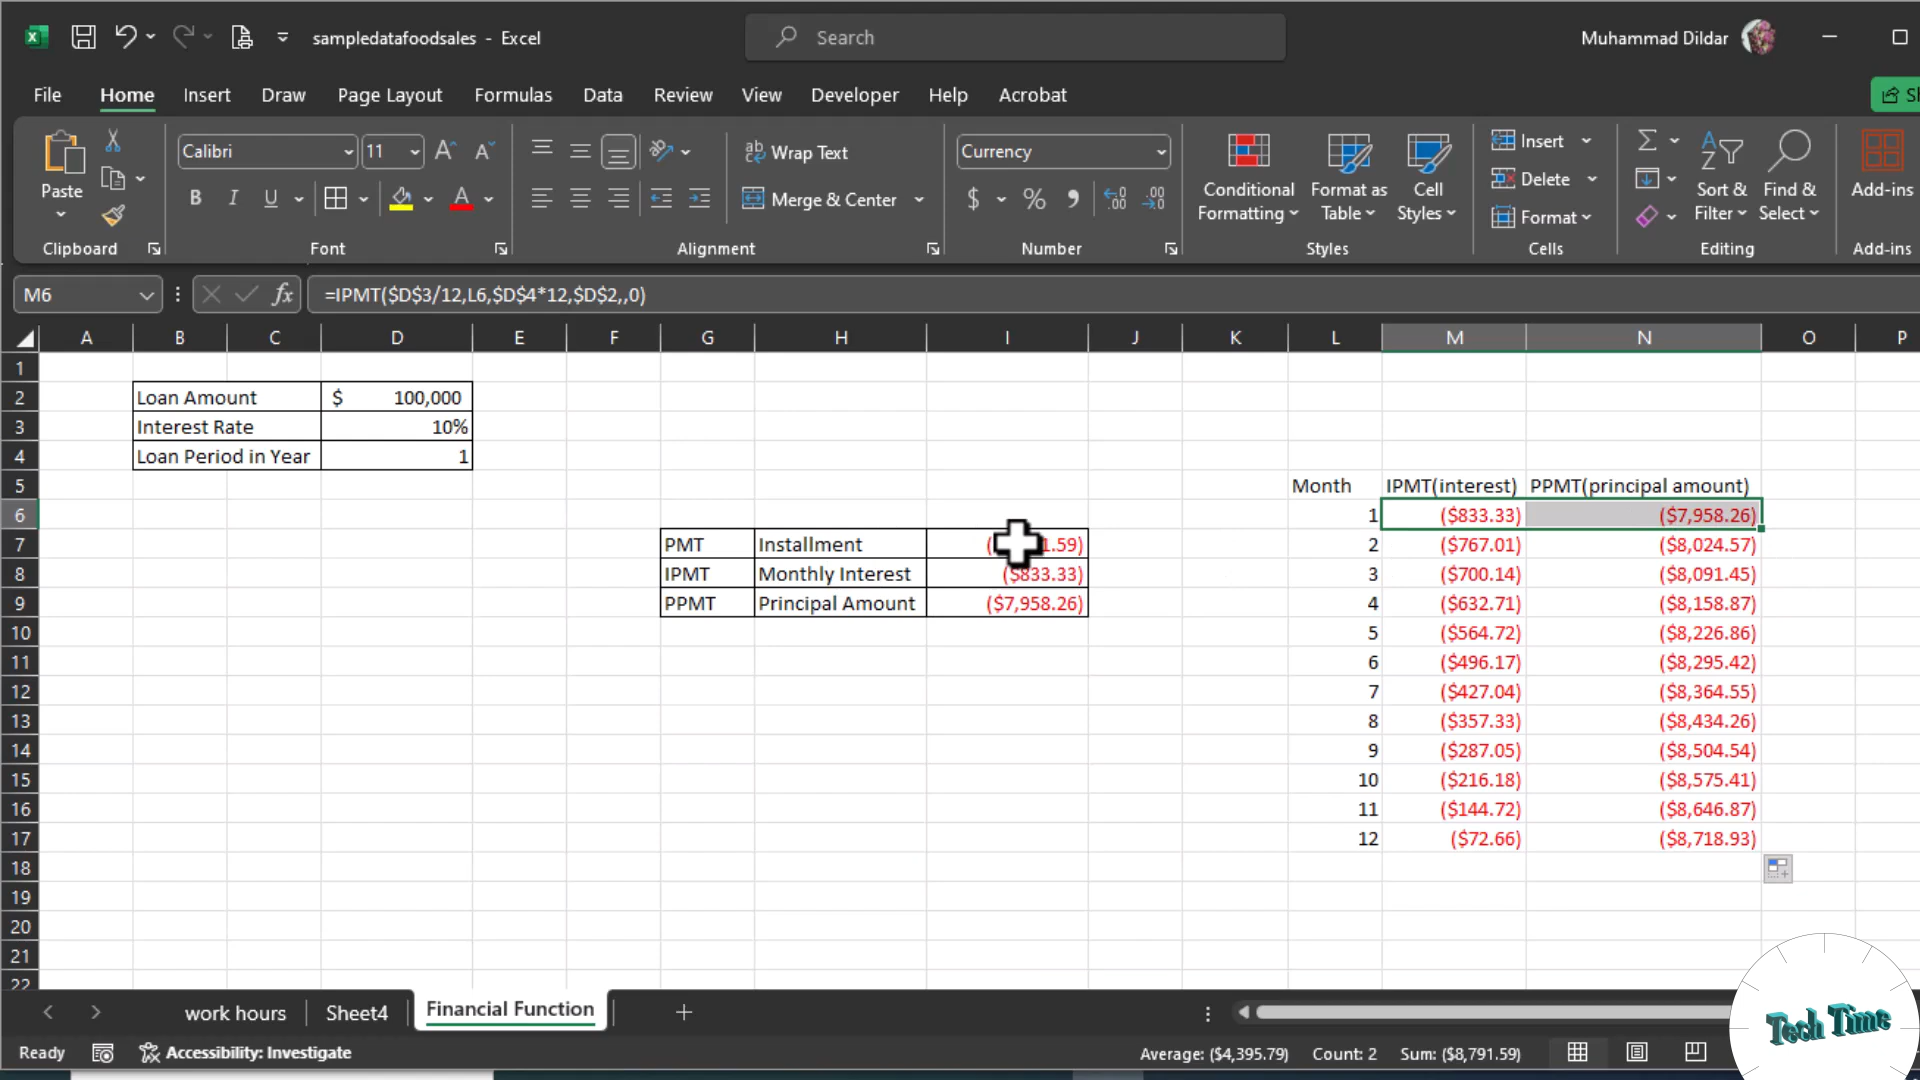 sampledatafoodsales - Excel
Search
Muhammad Dildar
File Home Insert Draw Page Layout Formulas Data Review View Developer Help Acrobat
Paste
Clipboard
Calibri 11
B I U
Font
Wrap Text
Merge & Center
Alignment
Currency
$ % ,
Number
Conditional Formatting
Format as Table
Cell Styles
Styles
Insert
Delete
Format
Cells
Sort & Filter
Find & Select
Editing
Add-ins
Add-ins
M6 fx =IPMT($D$3/12,L6,$D$4*12,$D$2,,0)
A B C D E F G H I J K L M N O P
1
2 Loan Amount $ 100,000
3 Interest Rate 10%
4 Loan Period in Year 1
5 Month IPMT(interest) PPMT(principal amount)
6 1 ($833.33) ($7,958.26)
7 PMT Installment 1.59) 2 ($767.01) ($8,024.57)
8 IPMT Monthly Interest ($833.33) 3 ($700.14) ($8,091.45)
9 PPMT Principal Amount ($7,958.26) 4 ($632.71) ($8,158.87)
10 5 ($564.72) ($8,226.86)
11 6 ($496.17) ($8,295.42)
12 7 ($427.04) ($8,364.55)
13 8 ($357.33) ($8,434.26)
14 9 ($287.05) ($8,504.54)
15 10 ($216.18) ($8,575.41)
16 11 ($144.72) ($8,646.87)
17 12 ($72.66) ($8,718.93)
18
19
20
21
22
work hours Sheet4 Financial Function
Ready Accessibility: Investigate Average: ($4,395.79) Count: 2 Sum: ($8,791.59)
Tech Time